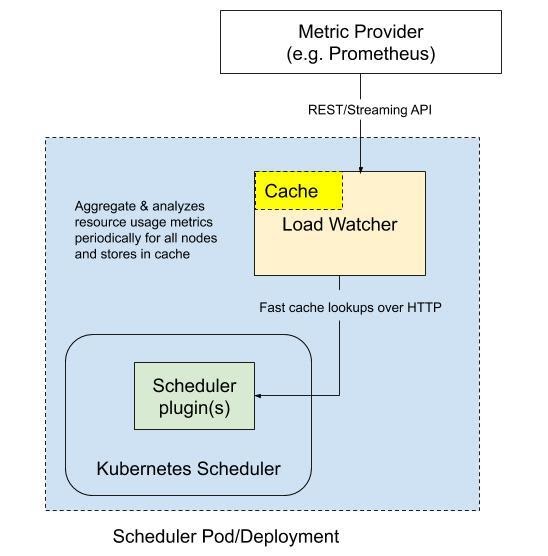 Metric Provider
(e.g. Prometheus)
REST/Streaming API
Cache
Load Watcher
Aggregate & analyzes
resource usage metrics
periodically for all nodes
and stores in cache
Fast cache lookups over HTTP
Scheduler
plugin(s)
Kubernetes Scheduler
Scheduler Pod/Deployment